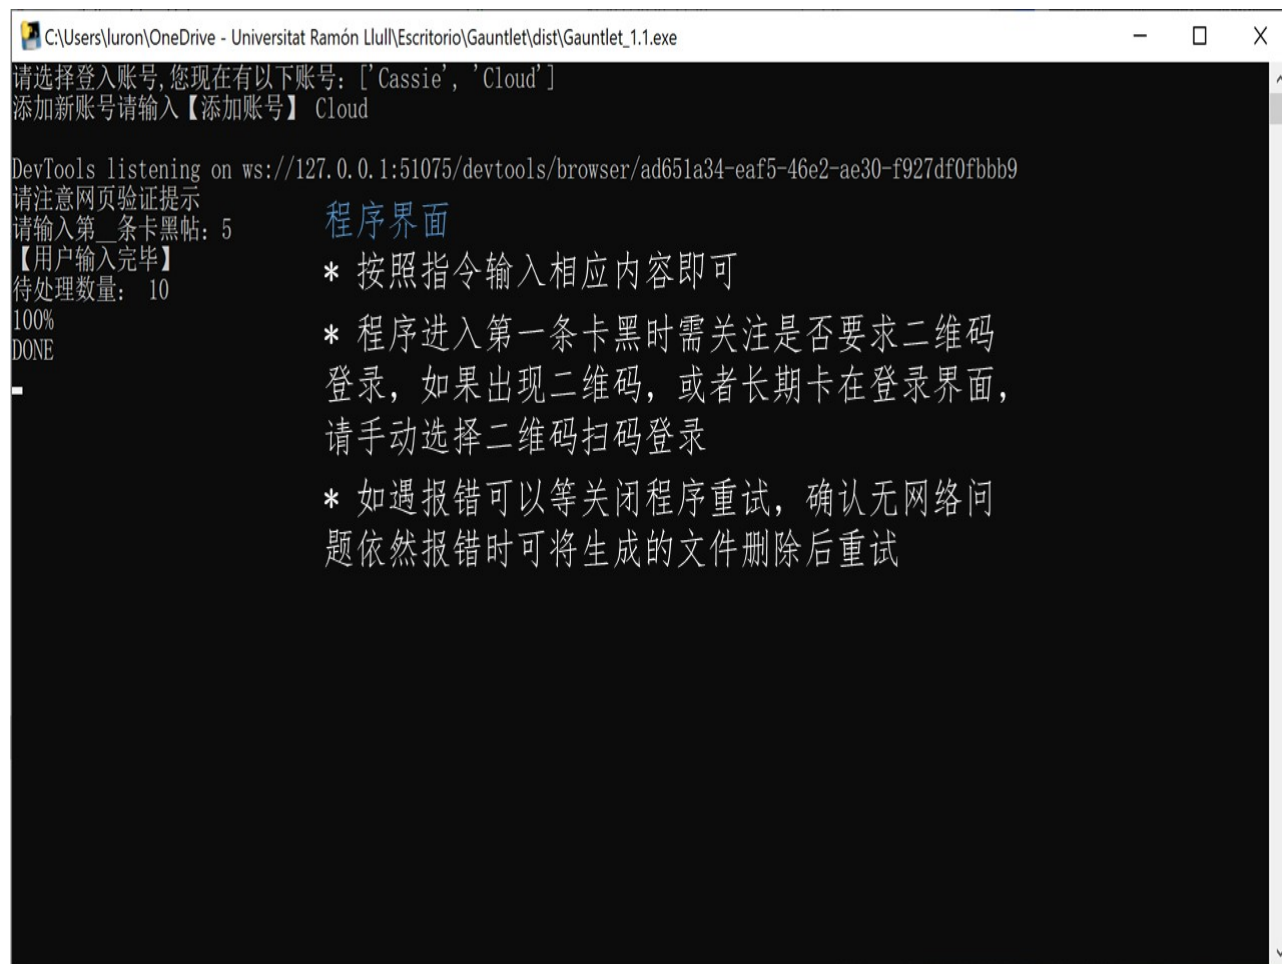 C:\Users\luron\OneDrive - Universitat Ramón Llull\Escritorio\Gauntlet\dist\Gauntlet_1.1.exe
请选择登入账号,您现在有以下账号: ['Cassie', 'Cloud']
添加新账号请输入【添加账号】 Cloud
DevTools listening on ws://127.0.0.1:51075/devtools/browser/ad651a34-eaf5-46e2-ae30-f927df0fbbb9
请注意网页验证提示
请输入第__条卡黑帖: 5
【用户输入完毕】
待处理数量: 10
100%
DONE
程序界面
* 按照指令输入相应内容即可
* 程序进入第一条卡黑时需关注是否要求二维码
登录，如果出现二维码，或者长期卡在登录界面，
请手动选择二维码扫码登录
* 如遇报错可以等关闭程序重试，确认无网络问
题依然报错时可将生成的文件删除后重试